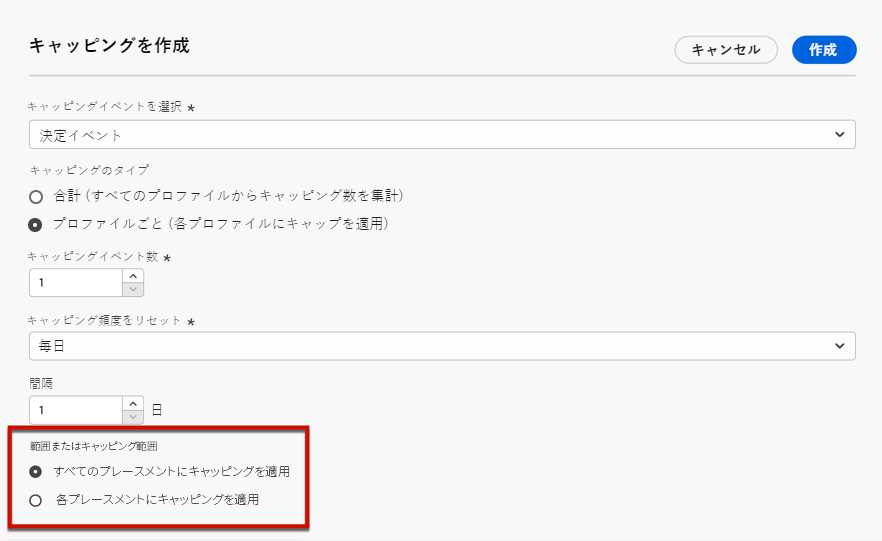 キャッピングを作成
キャンセル
作成
キャッピングイベントを選択 *
決定イベント
キャッピングのタイプ
合計 (すべてのプロファイルからキャッピング数を集計)
プロファイルごと (各プロファイルにキャップを適用)
キャッピングイベント数 *
1
キャッピング頻度をリセット *
毎日
間隔
1 日
範囲またはキャッピング範囲
すべてのプレースメントにキャッピングを適用
各プレースメントにキャッピングを適用